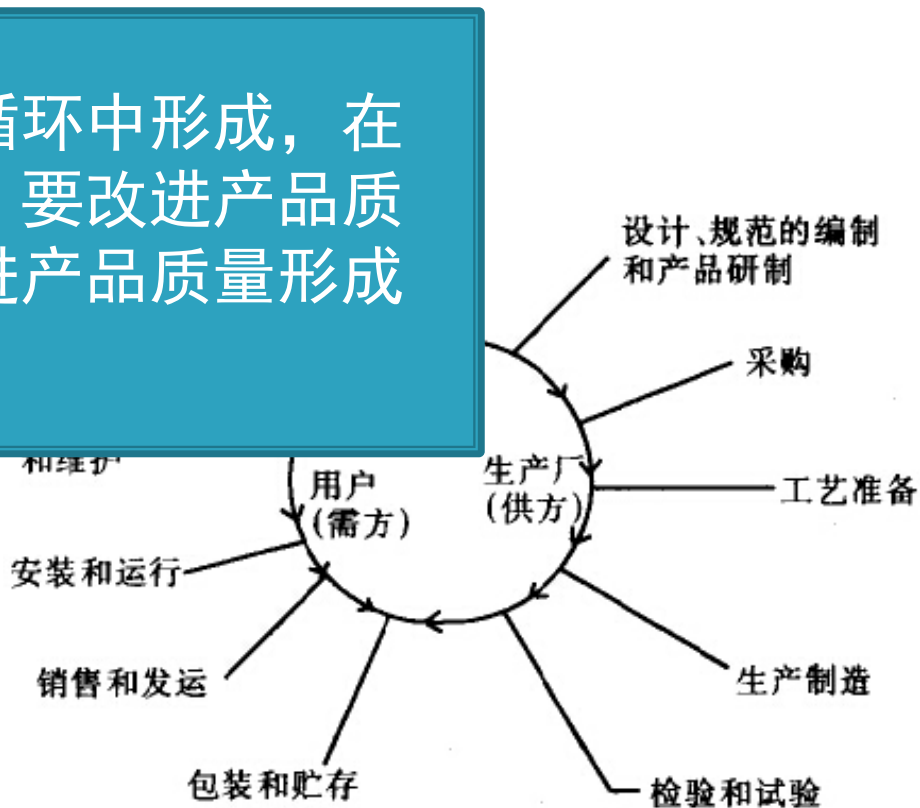 循环中形成，在
要改进产品质
进产品质量形成
设计、规范的编制
和产品研制
采购
工艺准备
生产制造
检验和试验
包装和贮存
销售和发运
安装和运行
和维护
用户
(需方)
生产厂
(供方)